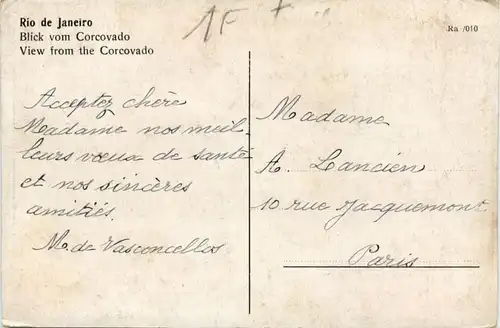 Rio de Janeiro
Blick vom Corcovado
View from the Corcovado
1F +
Ra /010
Acceptez chère
Madame nos meil-
leurs vœux de santé
et nos sincères
amitiés.
M. de Vasconcellos
Madame
A. Lancien
10 rue Jacquemont
Paris